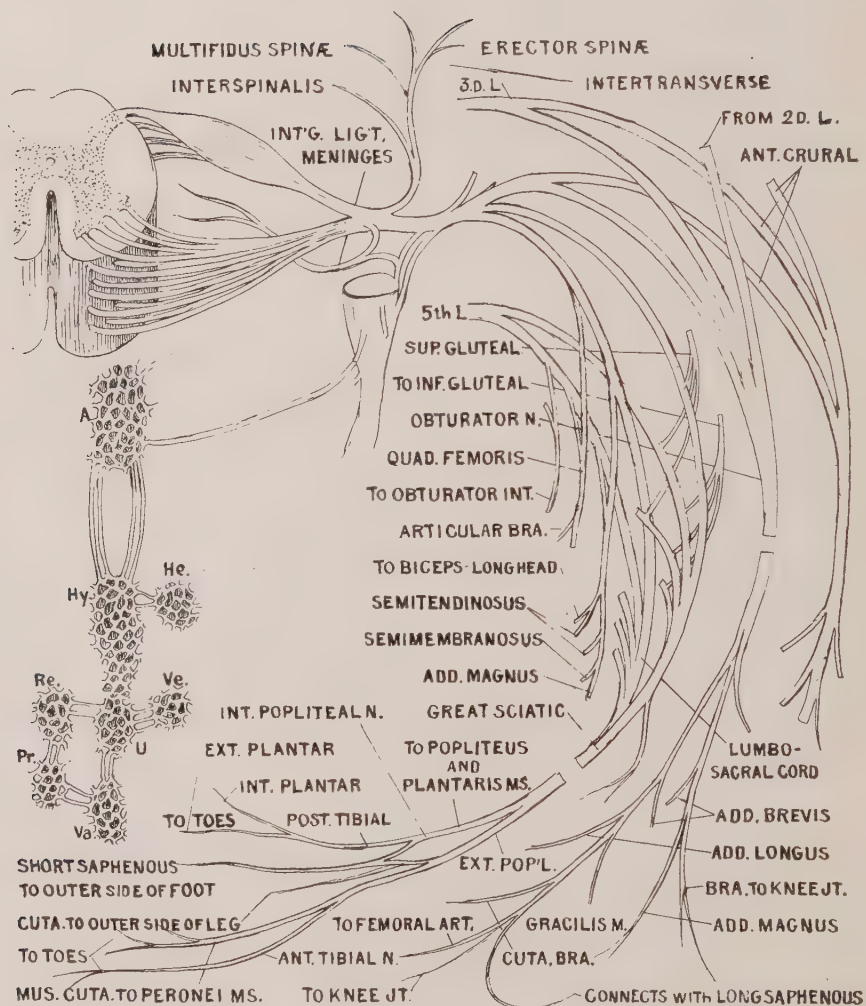 MULTIFIDUS SPINÆ
ERECTOR SPINÆ
INTERSPINALIS
INTERTRANSVERSE
3.D.L
FROM 2D. L.
INT'G. LIG'T.
MENINGES
ANT. CRURAL
5th L
SUP. GLUTEAL
TO INF. GLUTEAL
A
OBTURATOR N.
QUAD. FEMORIS
TO OBTURATOR INT.
ARTICULAR BRA.
TO BICEPS-LONG HEAD.
He.
Hy
SEMITENDINOSUS
SEMIMEMBRANOSUS
ADD. MAGNUS
Re.
Ve.
INT. POPLITEAL N.
GREAT SCIATIC
U
EXT. PLANTAR
TO POPLITEUS
AND
PLANTARIS MS.
LUMBO-
SACRAL CORD
Pr.
INT. PLANTAR
Va.
TO TOES
POST. TIBIAL
ADD. BREVIS
SHORT SAPHENOUS
TO OUTER SIDE OF FOOT
EXT. POP'L.
ADD. LONGUS
BRA. TO KNEE JT.
CUTA. TO OUTER SIDE OF LEG
TO FEMORAL ART.
GRACILIS M.
ADD. MAGNUS
TO TOES
ANT. TIBIAL N.
CUTA. BRA.
MUS. CUTA. TO PERONEI MS.
TO KNEE JT.
CONNECTS WITH LONG SAPHENOUS